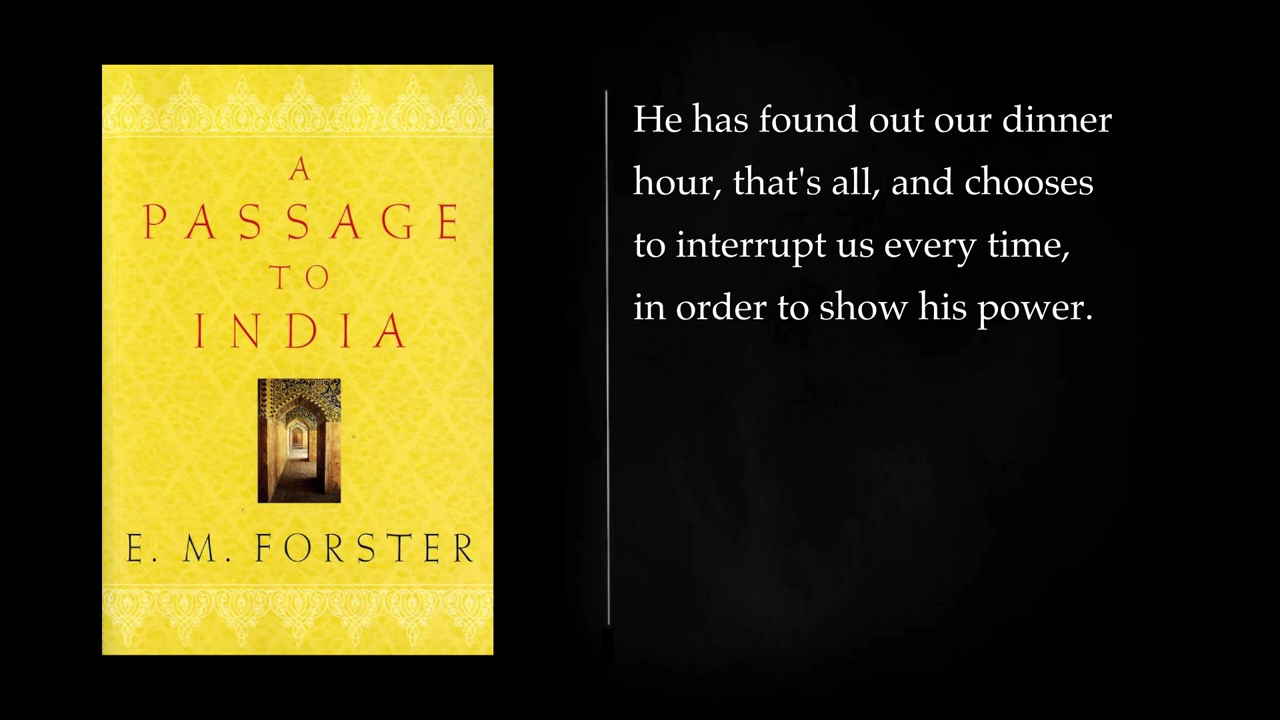 A
PASSAGE
TO
INDIA
E. M. FORSTER
He has found out our dinner
hour, that's all, and chooses
to interrupt us every time,
in order to show his power.